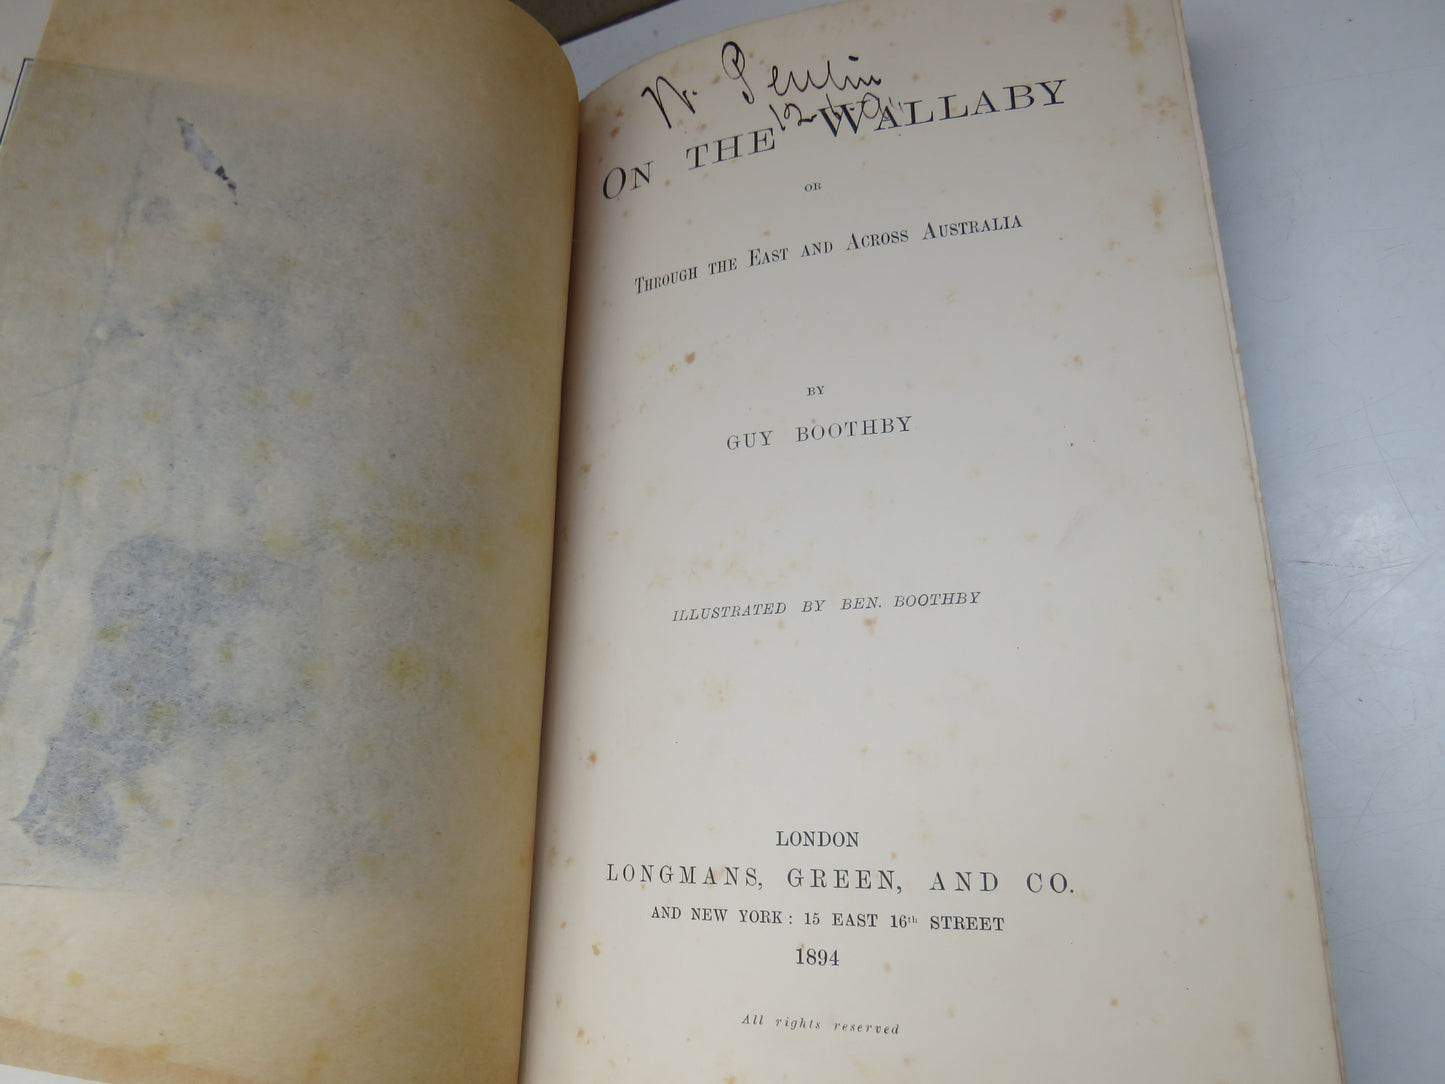 ON THE WALLABY
OR
THROUGH THE EAST AND ACROSS AUSTRALIA
BY
GUY BOOTHBY
ILLUSTRATED BY BEN. BOOTHBY
LONDON
LONGMANS, GREEN, AND CO.
AND NEW YORK: 15 EAST 16th STREET
1894
All rights reserved